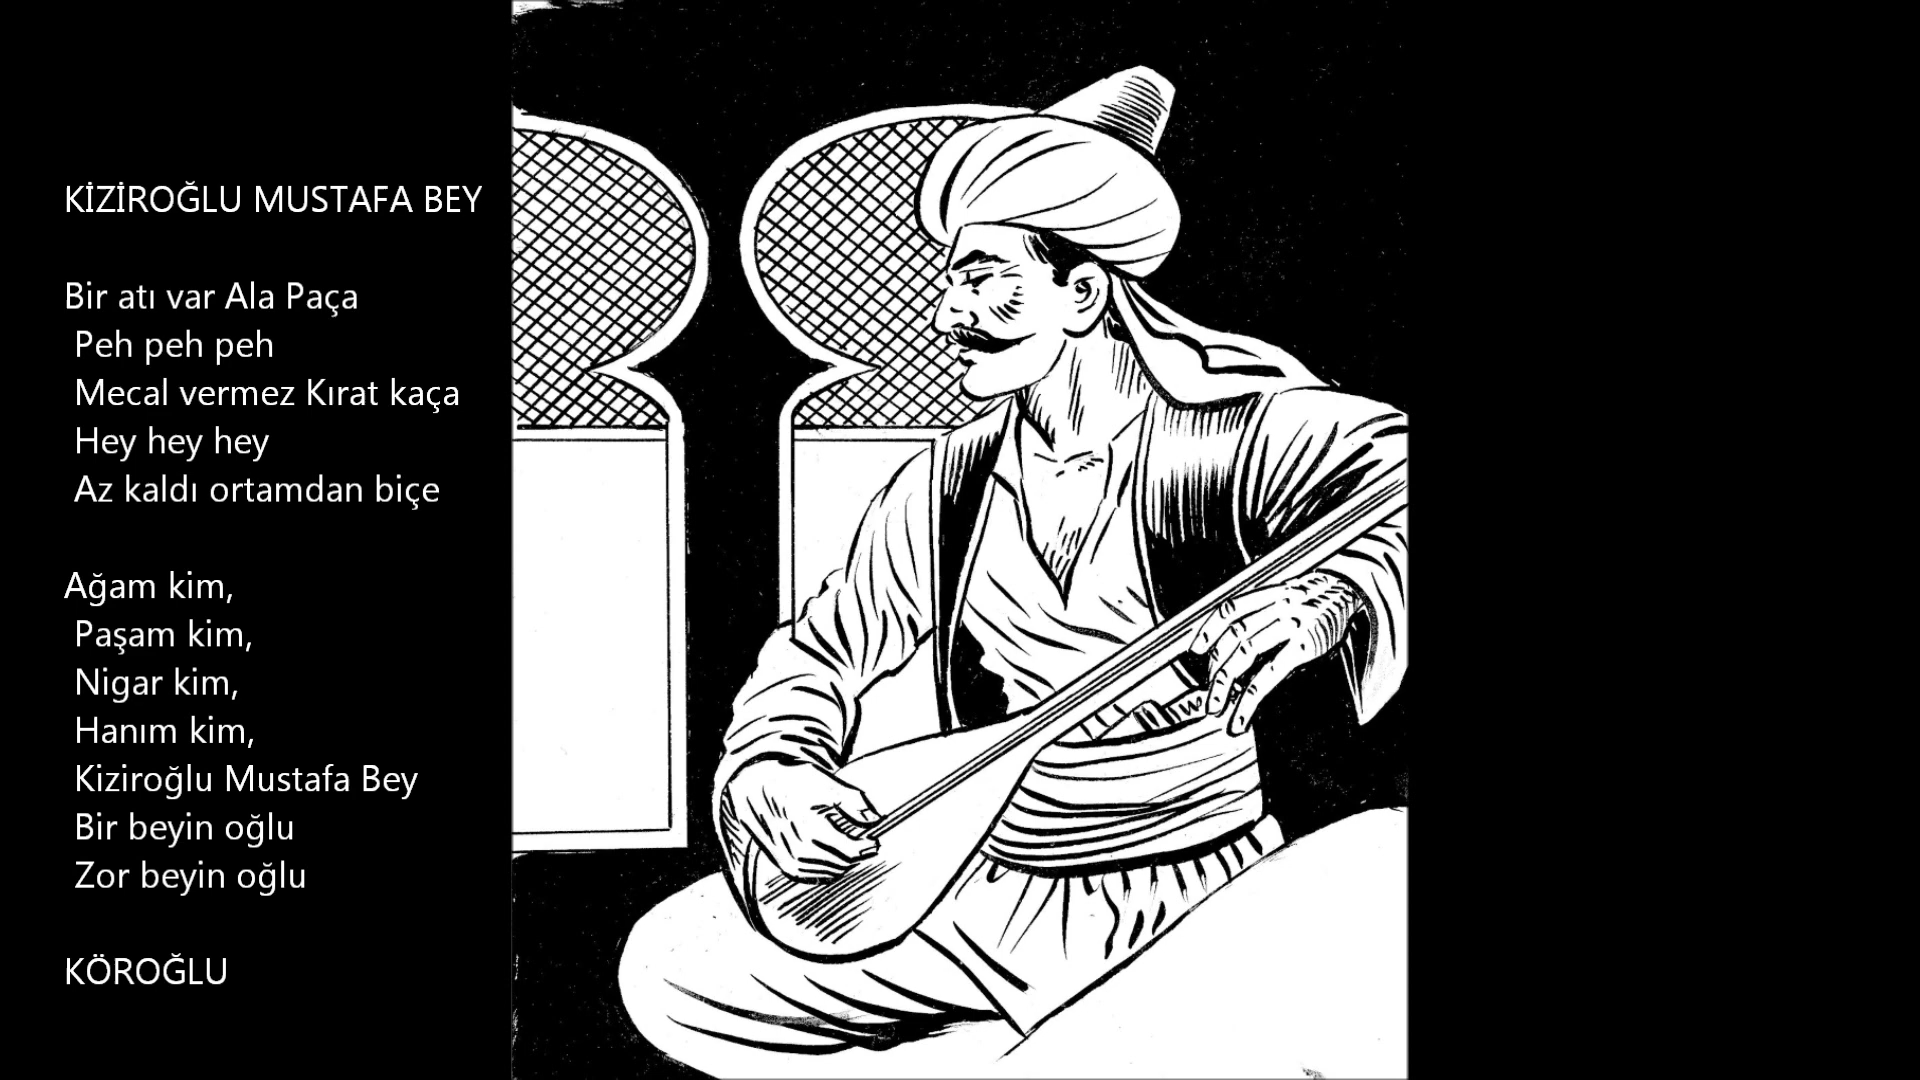 KİZİROĞLU MUSTAFA BEY
Bir atı var Ala Paça
Peh peh peh
Mecal vermez Kırat kaça
Hey hey hey
Az kaldı ortamdan biçe
Ağam kim,
Paşam kim,
Nigar kim,
Hanım kim,
Kiziroğlu Mustafa Bey
Bir beyin oğlu
Zor beyin oğlu
KÖROĞLU